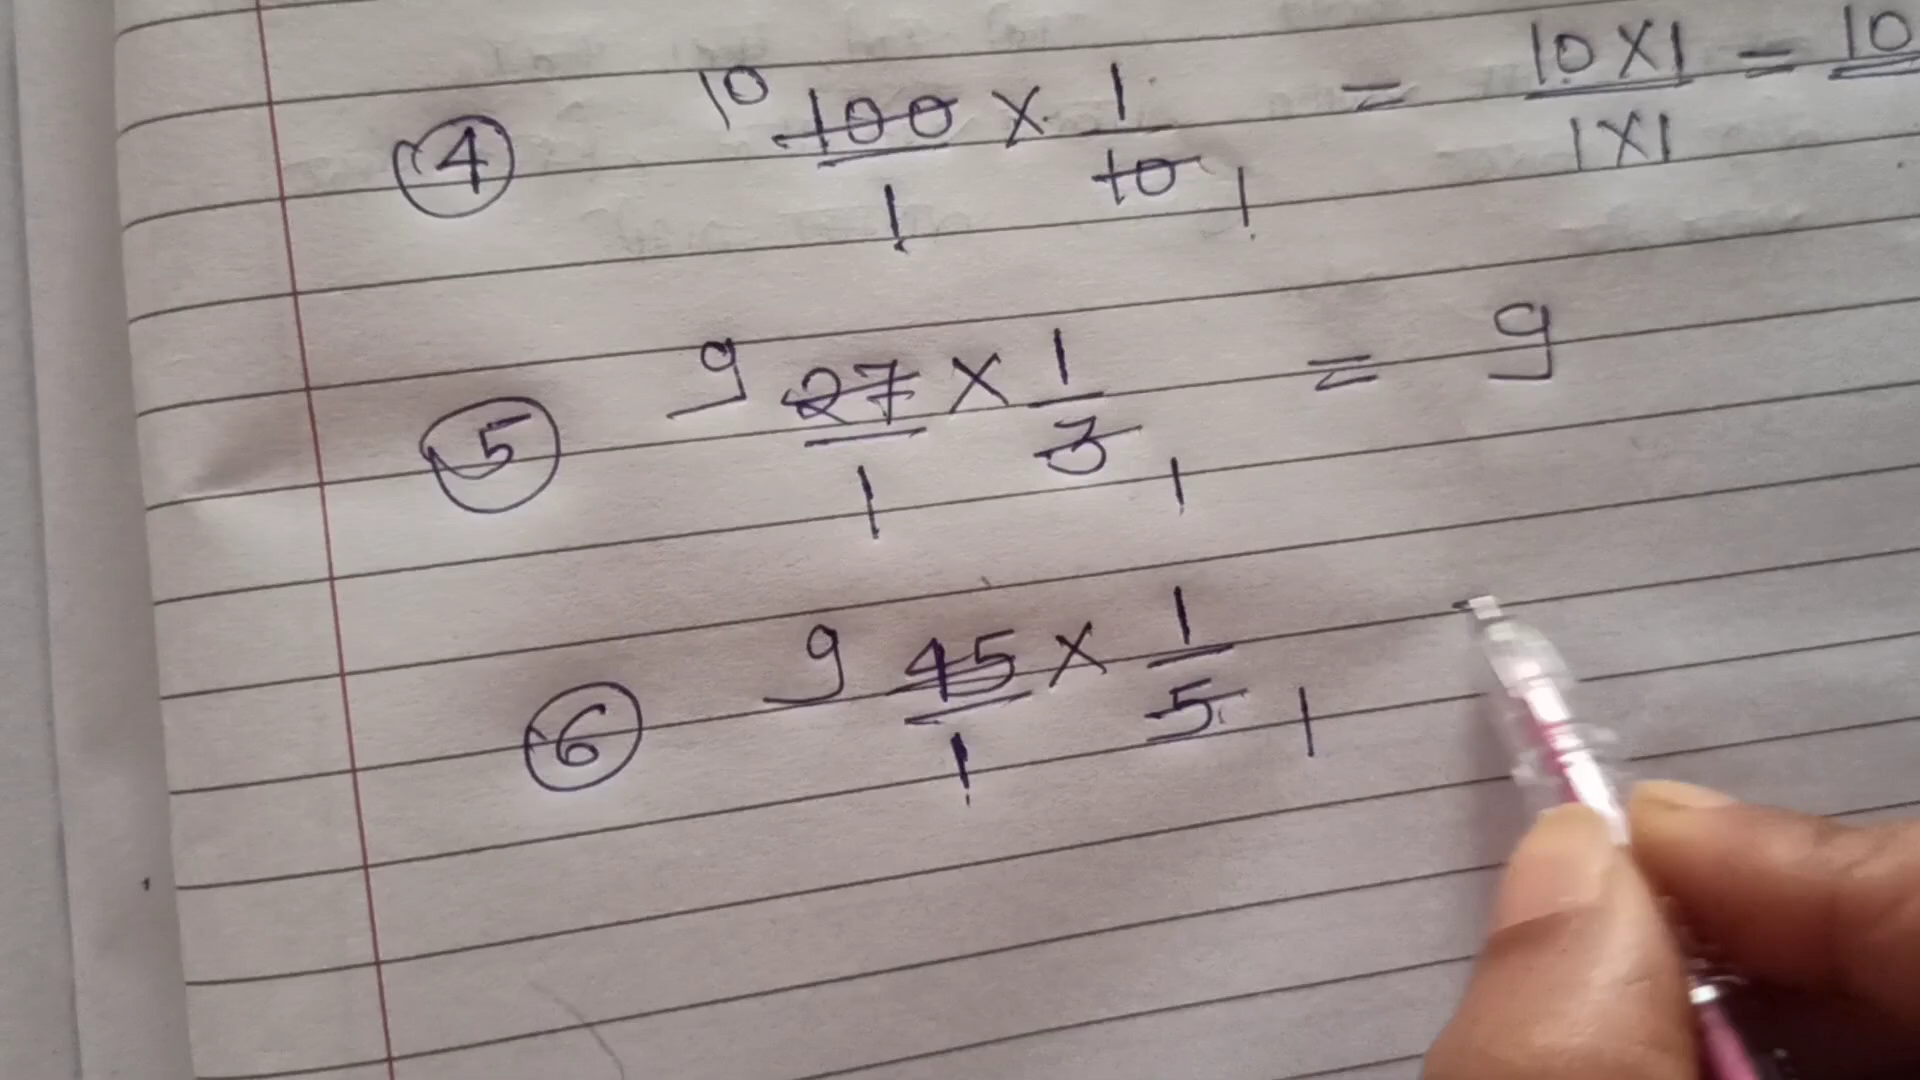 ④ 10 100/1 × 1/10 1 = 10×1/1×1 = 10
⑤ 9 27/1 × 1/3 1 = 9
⑥ 9 45/1 × 1/5 1